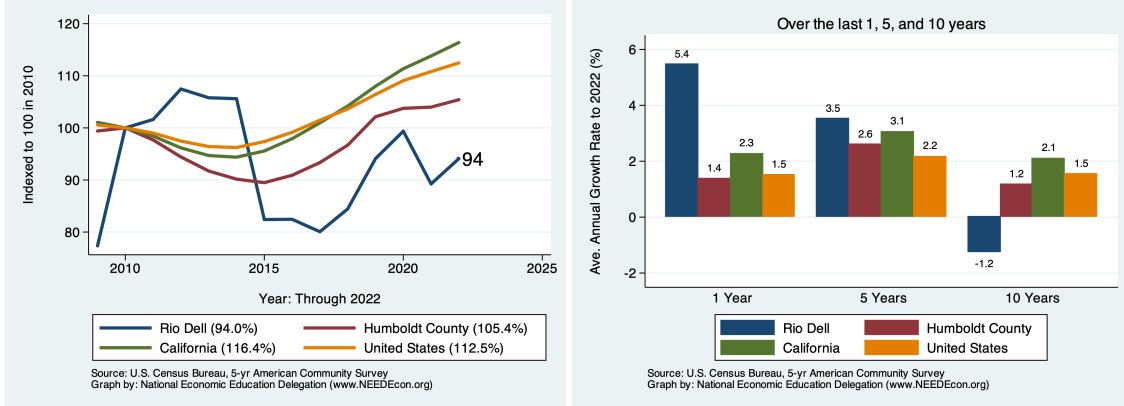 Indexed to 100 in 2010
120
110
100
90
80
94
2010
2015
2020
2025
Year: Through 2022
Rio Dell (94.0%)
Humboldt County (105.4%)
California (116.4%)
United States (112.5%)
Source: U.S. Census Bureau, 5-yr American Community Survey
Graph by: National Economic Education Delegation (www.NEEDEcon.org)
Over the last 1, 5, and 10 years
Ave. Annual Growth Rate to 2022 (%)
6
4
2
0
-2
5.4
1.4
2.3
1.5
3.5
2.6
3.1
2.2
-1.2
1.2
2.1
1.5
1 Year
5 Years
10 Years
Rio Dell
Humboldt County
California
United States
Source: U.S. Census Bureau, 5-yr American Community Survey
Graph by: National Economic Education Delegation (www.NEEDEcon.org)